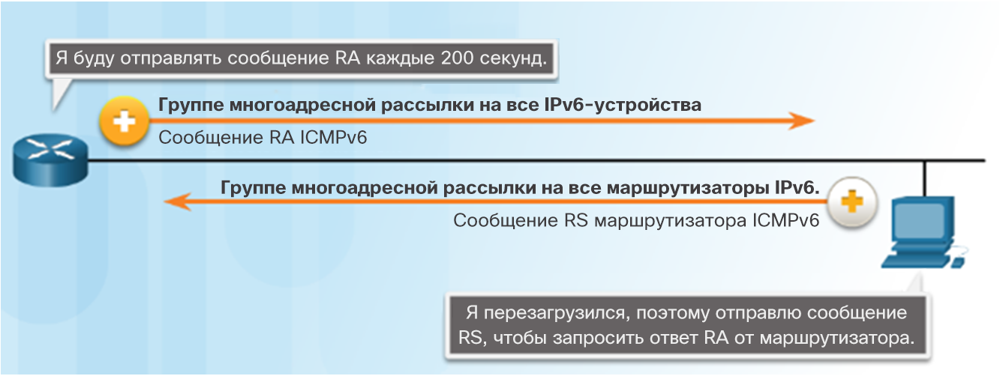 Я буду отправлять сообщение RA каждые 200 секунд.
Группе многоадресной рассылки на все IPv6-устройства
Сообщение RA ICMPv6
Группе многоадресной рассылки на все маршрутизаторы IPv6.
Сообщение RS маршрутизатора ICMPv6
Я перезагрузился, поэтому отправлю сообщение
RS, чтобы запросить ответ RA от маршрутизатора.